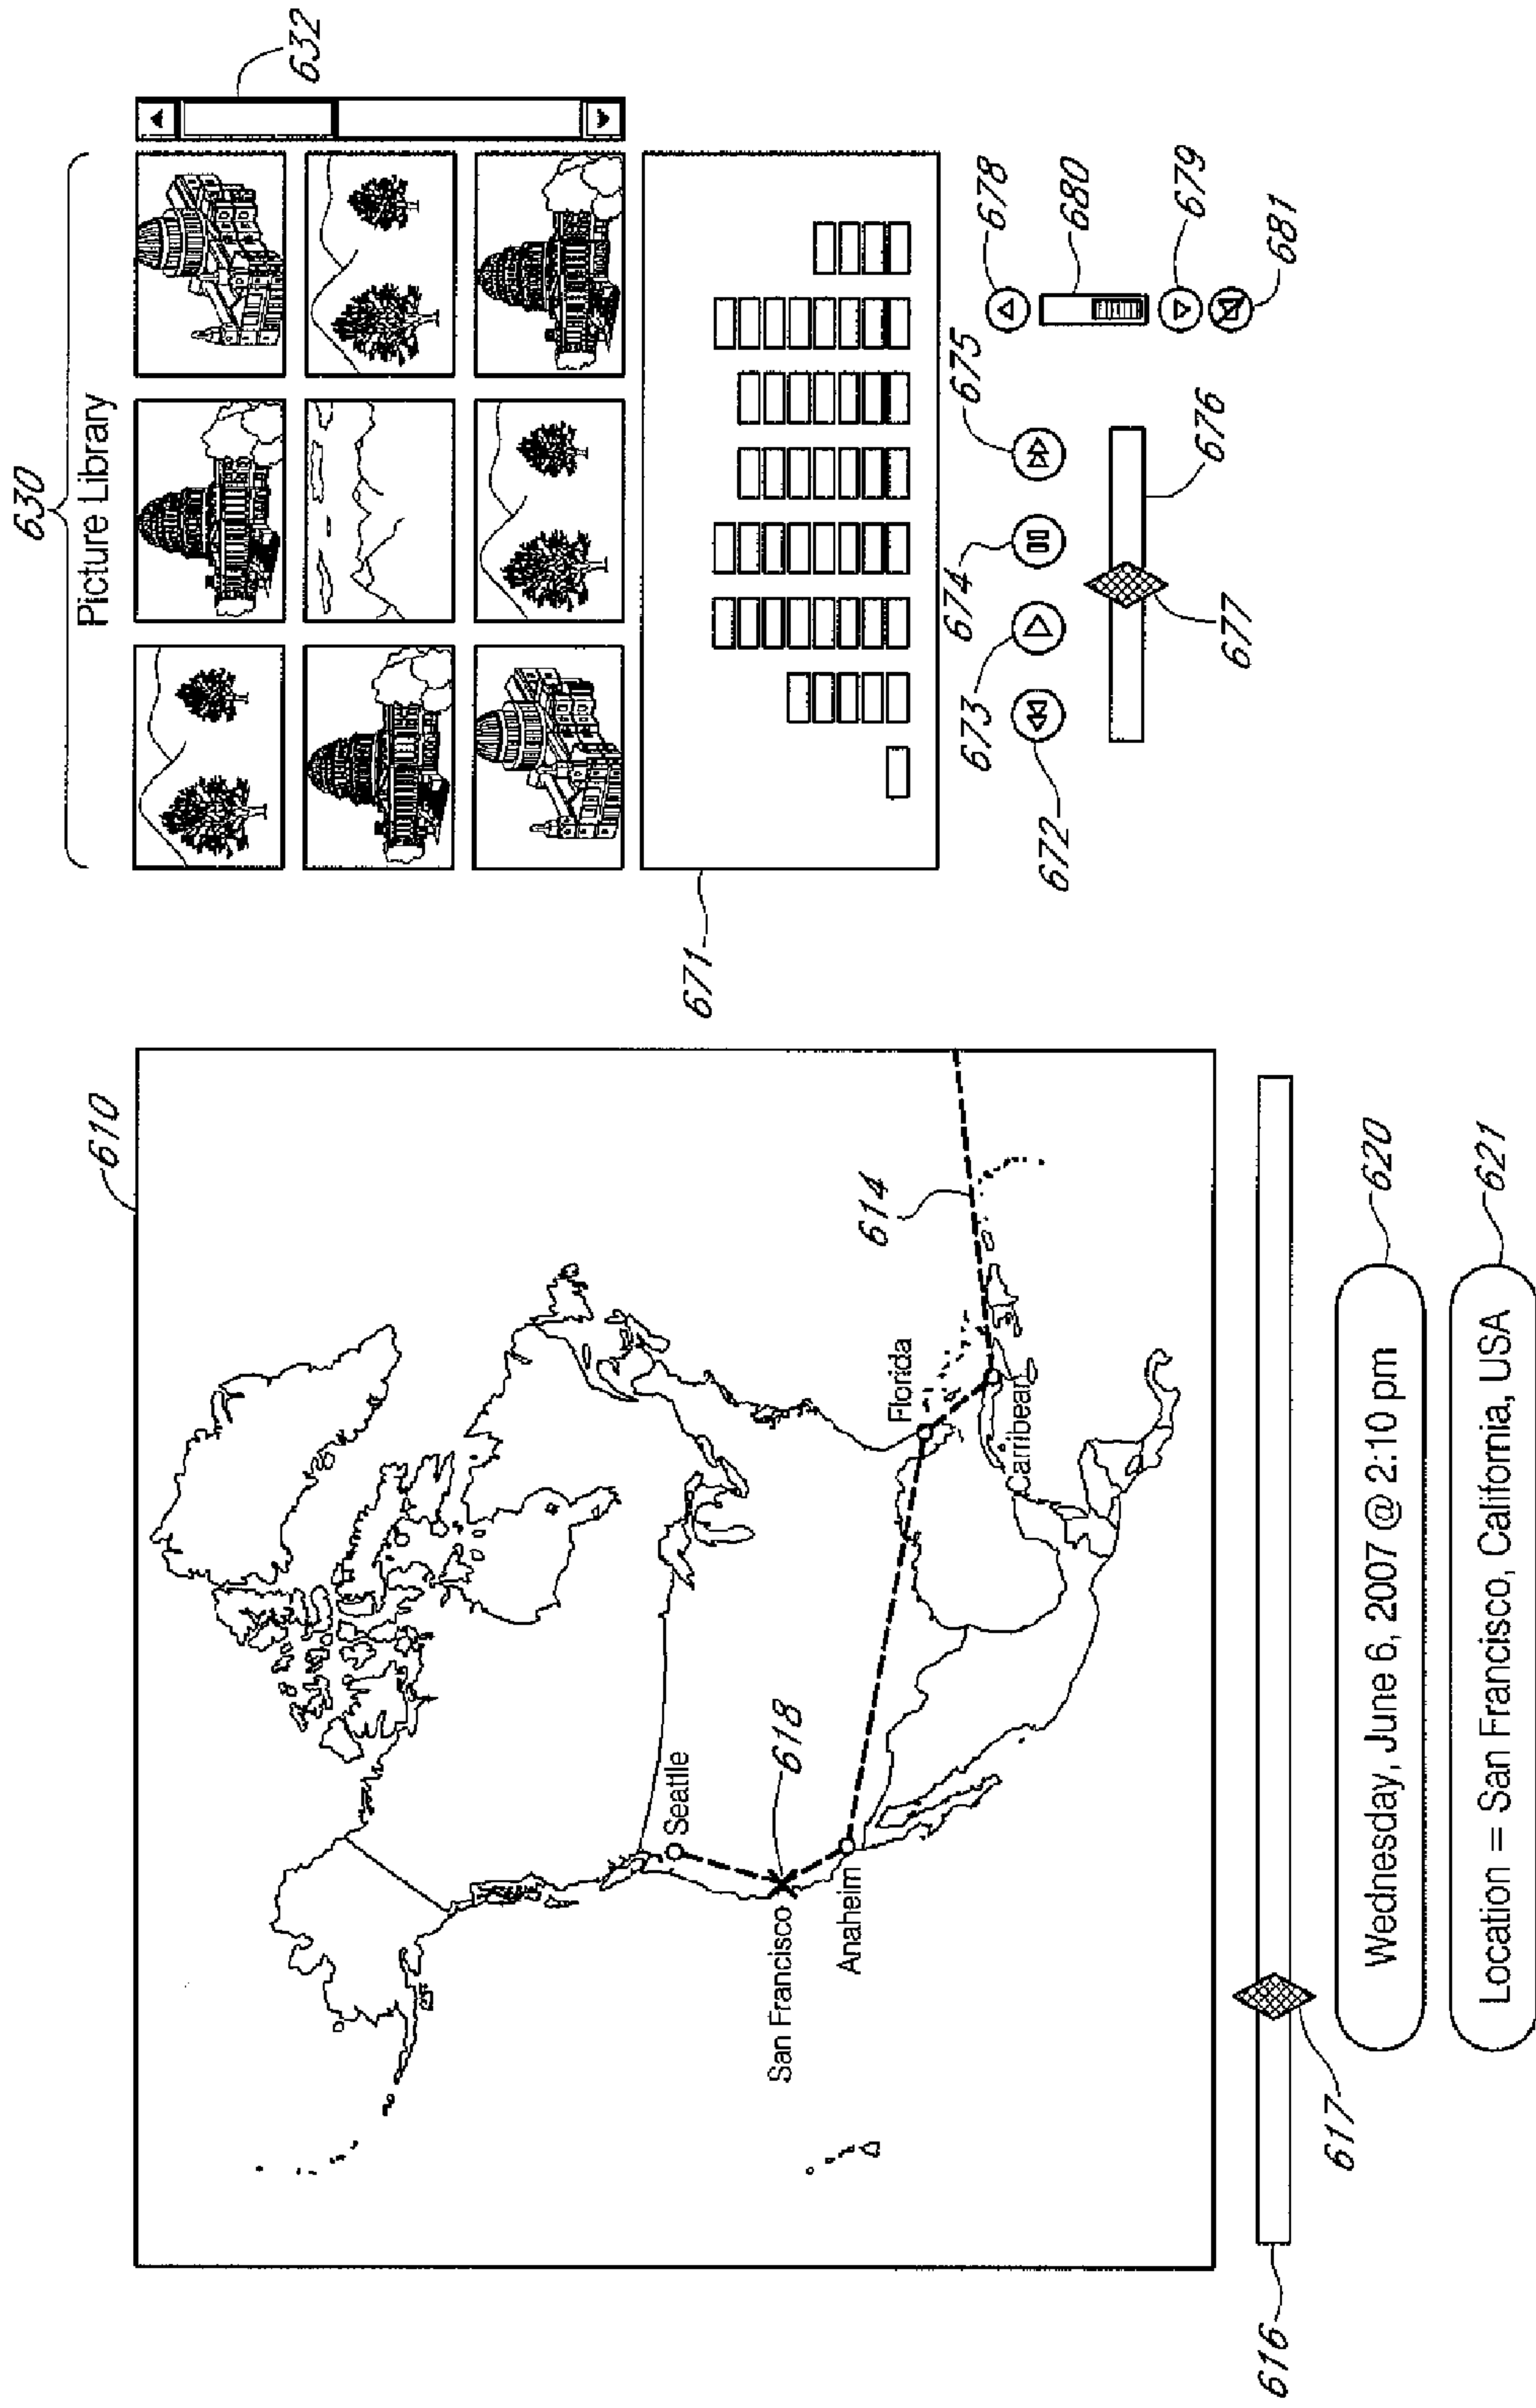 610
San Francisco
Seattle
618
Anaheim
Florida
614
Carribean
616
617
Wednesday, June 6, 2007 @ 2:10 pm
620
Location = San Francisco, California, USA
621
630
Picture Library
632
671
672
673
674
675
676
677
678
680
679
681